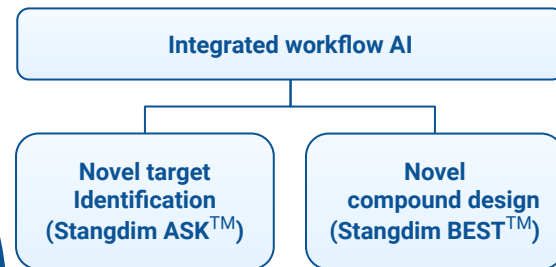 Integrated workflow AI
Novel target
Identification
(Stangdim ASK™)
Novel
compound design
(Stangdim BEST™)